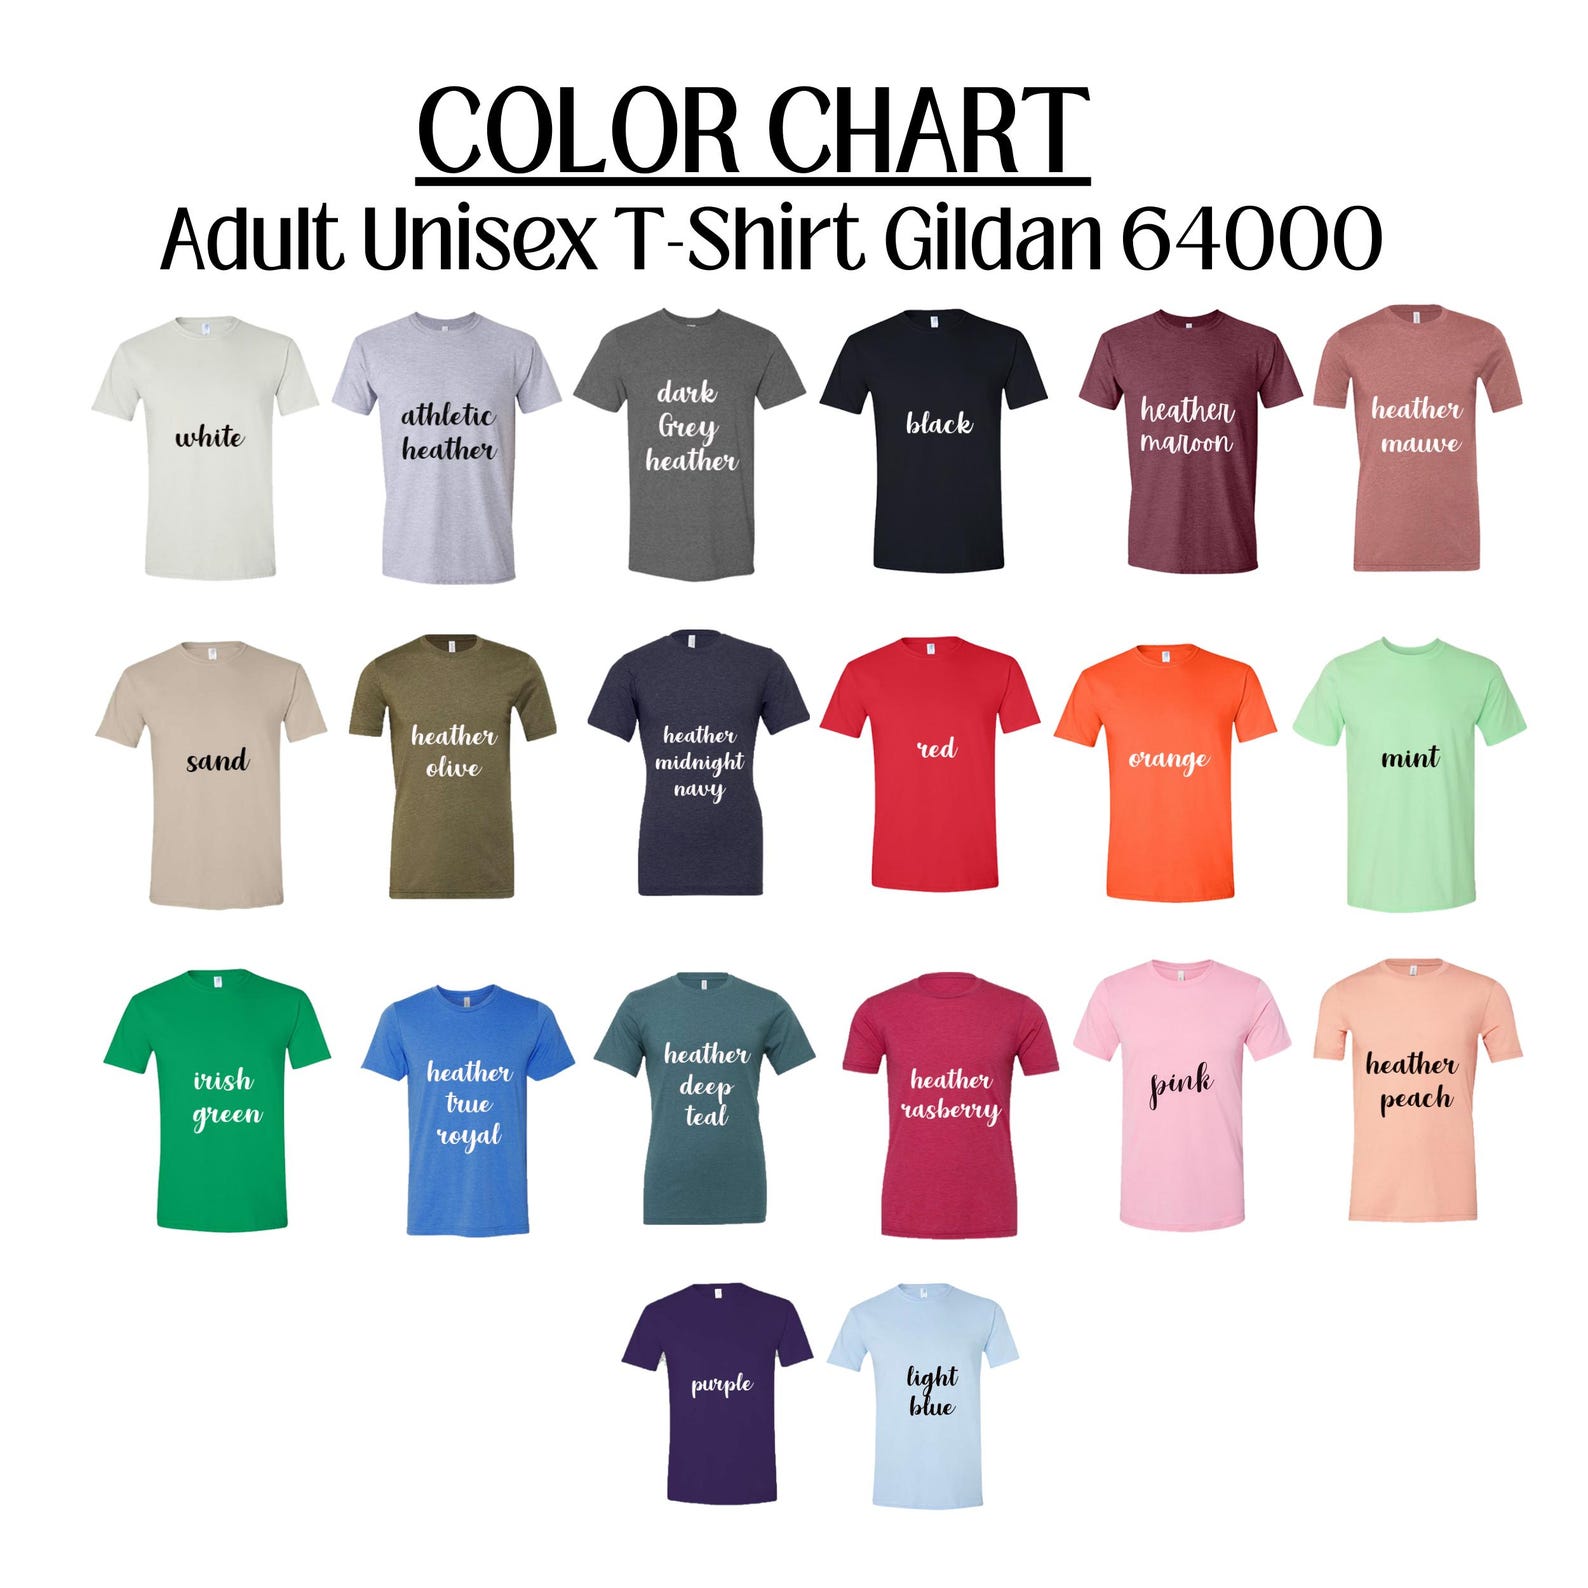 COLOR CHART
Adult Unisex T-Shirt Gildan 64000
white
athletic
heather
dark
Grey
heather
black
heather
maroon
heather
mauve
sand
heather
olive
heather
midnight
navy
red
orange
mint
irish
green
heather
true
royal
heather
deep
teal
heather
rasberry
pink
heather
peach
purple
light
blue